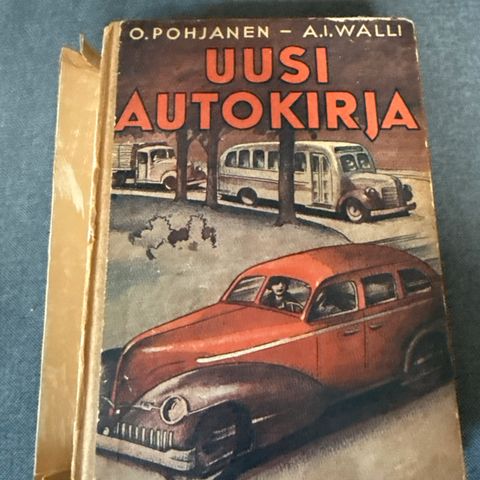 O. POHJANEN – A.I. WALLI
UUSI
AUTOKIRJA